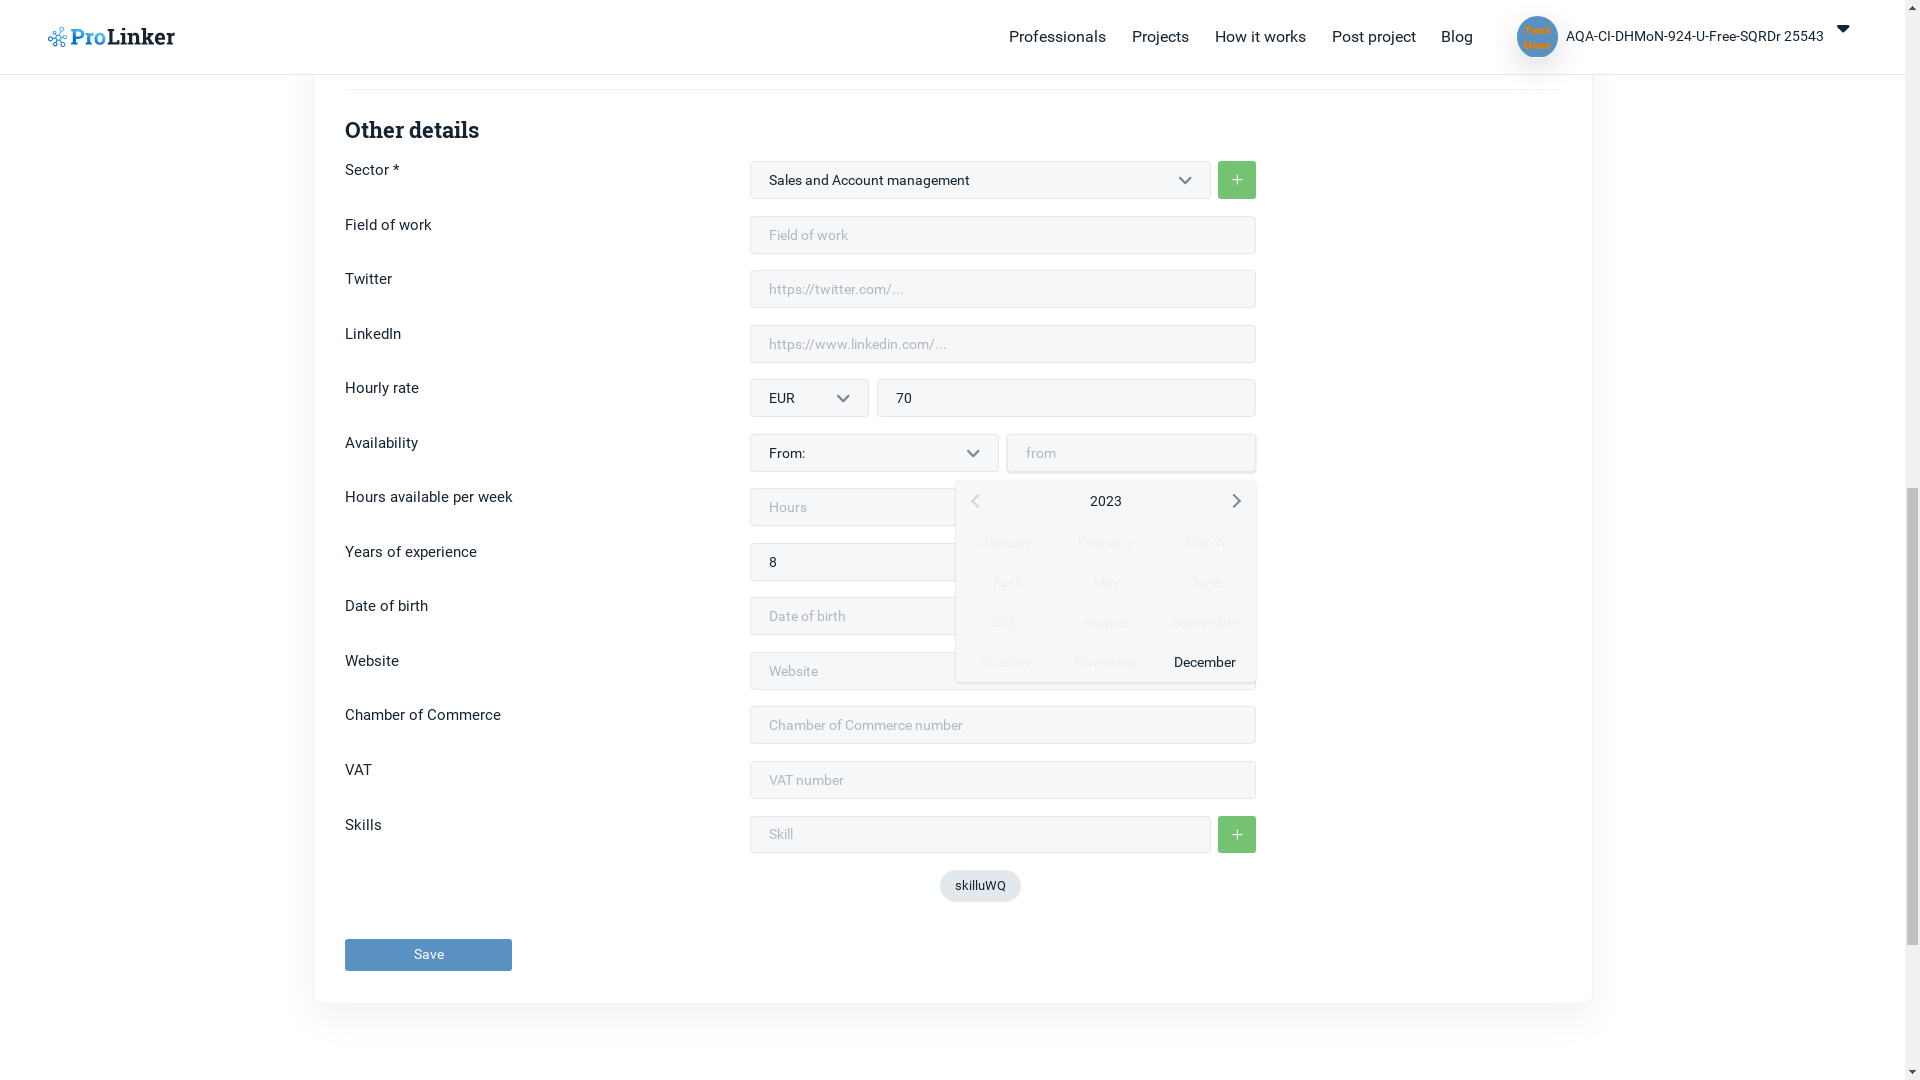 ProLinker
Professionals
Projects
How it works
Post project
Blog
Test
User
AQA-CI-DHMoN-924-U-Free-SQRDr 25543
Other details
Sector *
Sales and Account management
+
Field of work
Field of work
Twitter
https://twitter.com/...
LinkedIn
https://www.linkedin.com/...
Hourly rate
EUR
70
Availability
From:
from
2023
January February March
April May June
July August September
October November December
Hours available per week
Hours
Years of experience
8
Date of birth
Date of birth
Website
Website
Chamber of Commerce
Chamber of Commerce number
VAT
VAT number
Skills
Skill
+
skilluWQ
Save